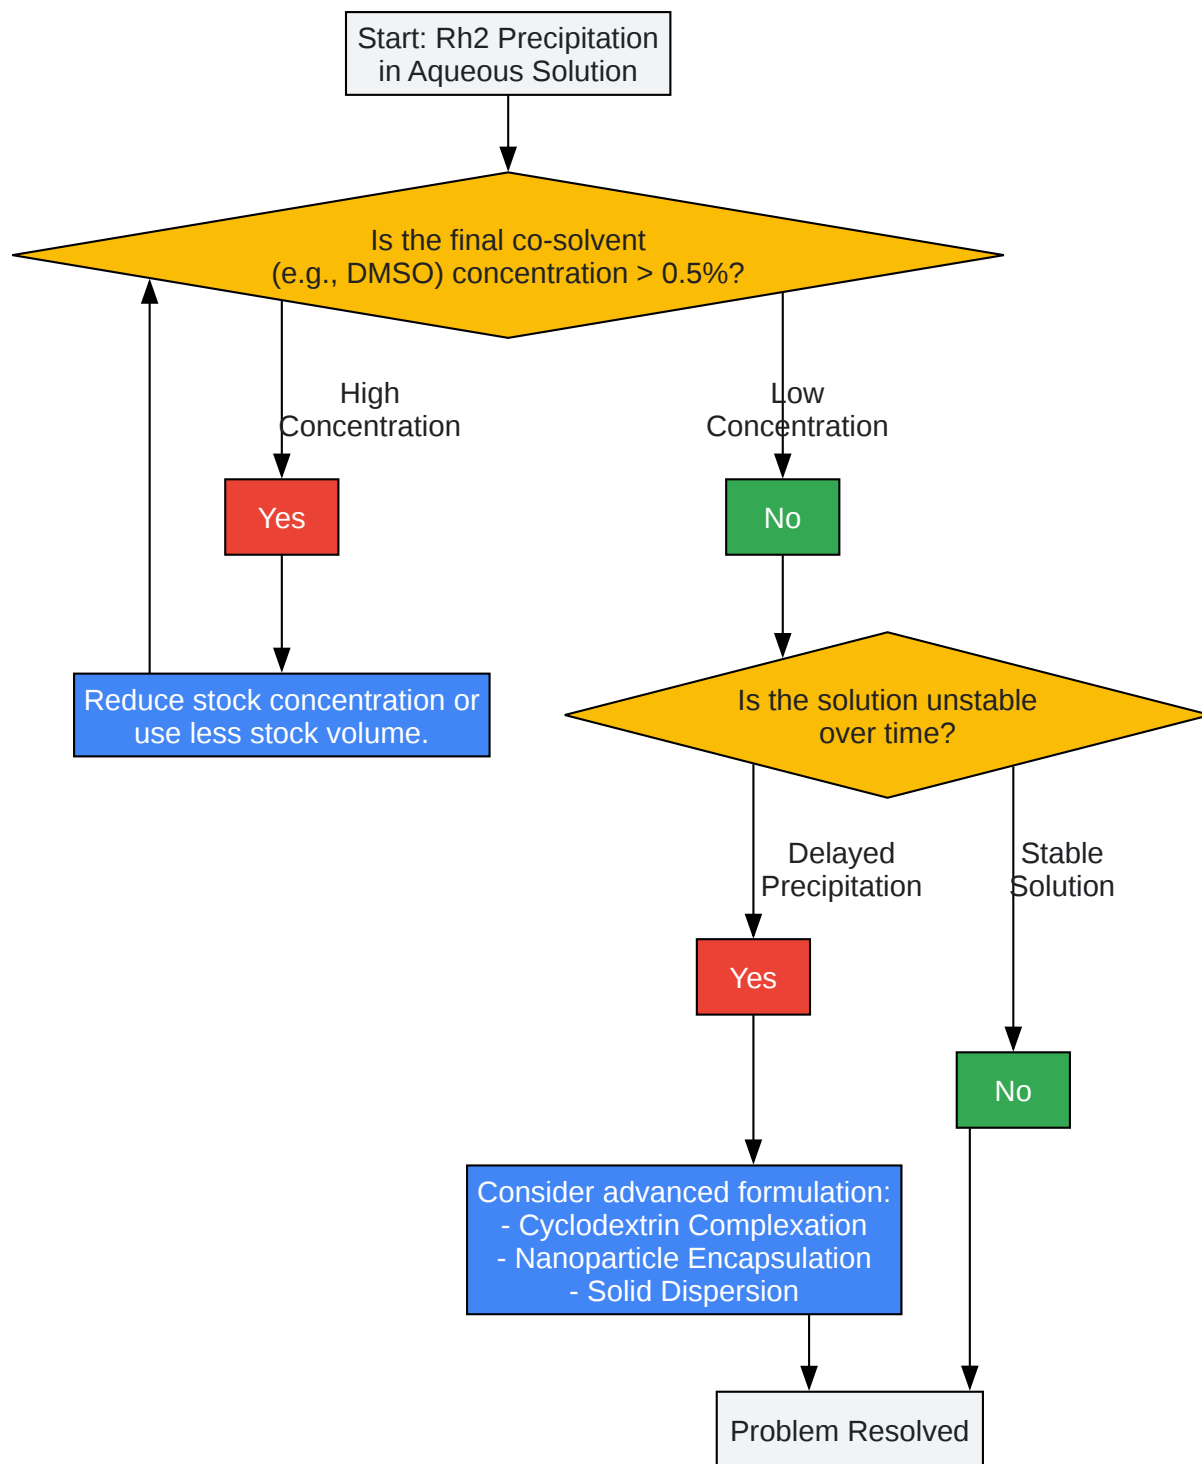 Start: Rh2 Precipitation
in Aqueous Solution
Is the final co-solvent
(e.g., DMSO) concentration > 0.5%?
High
Concentration
Low
Concentration
Yes
No
Reduce stock concentration or
use less stock volume.
Is the solution unstable
over time?
Delayed
Precipitation
Stable
Solution
Yes
No
Consider advanced formulation:
- Cyclodextrin Complexation
- Nanoparticle Encapsulation
- Solid Dispersion
Problem Resolved